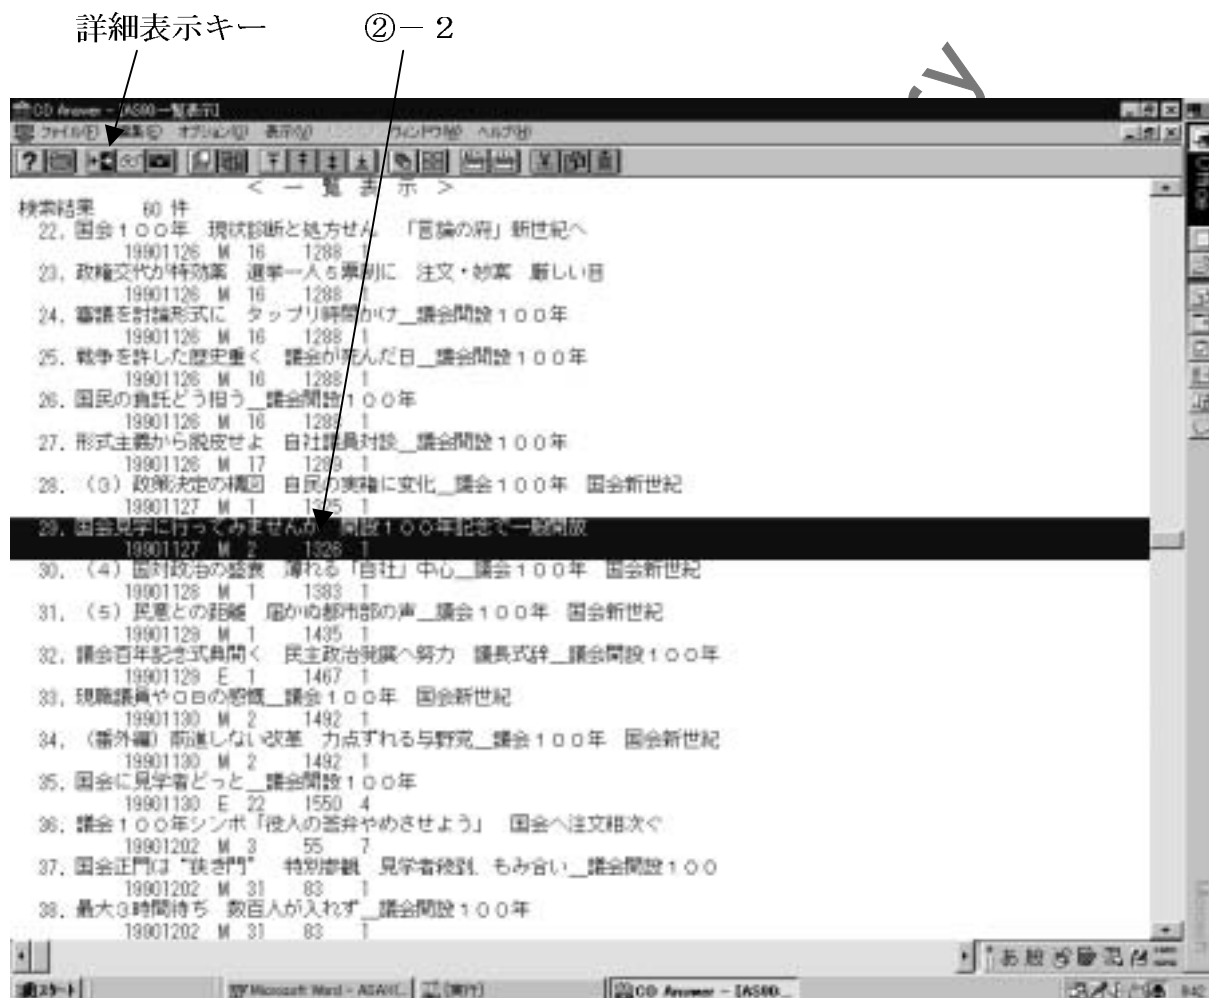 詳細表示キー ②－２
y
CD Answer - [AS90一覧表示]
ファイル(F) 編集(E) オプション(O) 表示(V) ウィンドウ(W) ヘルプ(H)
＜ 一 覧 表 示 ＞
検索結果 60 件
22. 国会１００年 現状診断と処方せん 「言論の府」新世紀へ
19901126 M 16 1288 1
23. 政権交代が特効薬 選挙一人５票制に 注文・妙案 厳しい目
19901126 M 16 1288 1
24. 審議を討論形式に タップリ時間かけ＿議会開設１００年
19901126 M 16 1288 1
25. 戦争を許した歴史重く 議会が死んだ日＿議会開設１００年
19901126 M 16 1288 1
26. 国民の負託どう担う＿議会開設１００年
19901126 M 16 1288 1
27. 形式主義から脱皮せよ 自社議員対談＿議会開設１００年
19901126 M 17 1289 1
28. （３）政策決定の構図 自民の実権に変化＿議会１００年 国会新世紀
19901127 M 1 1325 1
29. 国会見学に行ってみませんか 開設１００年記念で一般開放
19901127 M 2 1326 1
30. （４）国対政治の盛衰 薄れる「自社」中心＿議会１００年 国会新世紀
19901128 M 1 1383 1
31. （５）民意との距離 届かぬ都市部の声＿議会１００年 国会新世紀
19901129 M 1 1435 1
32. 議会百年記念式典開く 民主政治発展へ努力 議長式辞＿議会開設１００年
19901129 E 1 1467 1
33. 現職議員やＯＢの感慨＿議会１００年 国会新世紀
19901130 M 2 1492 1
34. （番外編）前進しない改革 力点ずれる与野党＿議会１００年 国会新世紀
19901130 M 2 1492 1
35. 国会に見学者どっと＿議会開設１００年
19901130 E 22 1550 4
36. 議会１００年シンポ「役人の答弁やめさせよう」 国会へ注文相次ぐ
19901202 M 3 55 7
37. 国会正門は“狭き門” 特別参観 見学者殺到、もみ合い＿議会開設１００
19901202 M 31 83 1
38. 最大３時間待ち 数百人が入れず＿議会開設１００年
19901202 M 31 83 1
スタート Microsoft Word - ASAHI... (実行) CD Answer - [AS90...